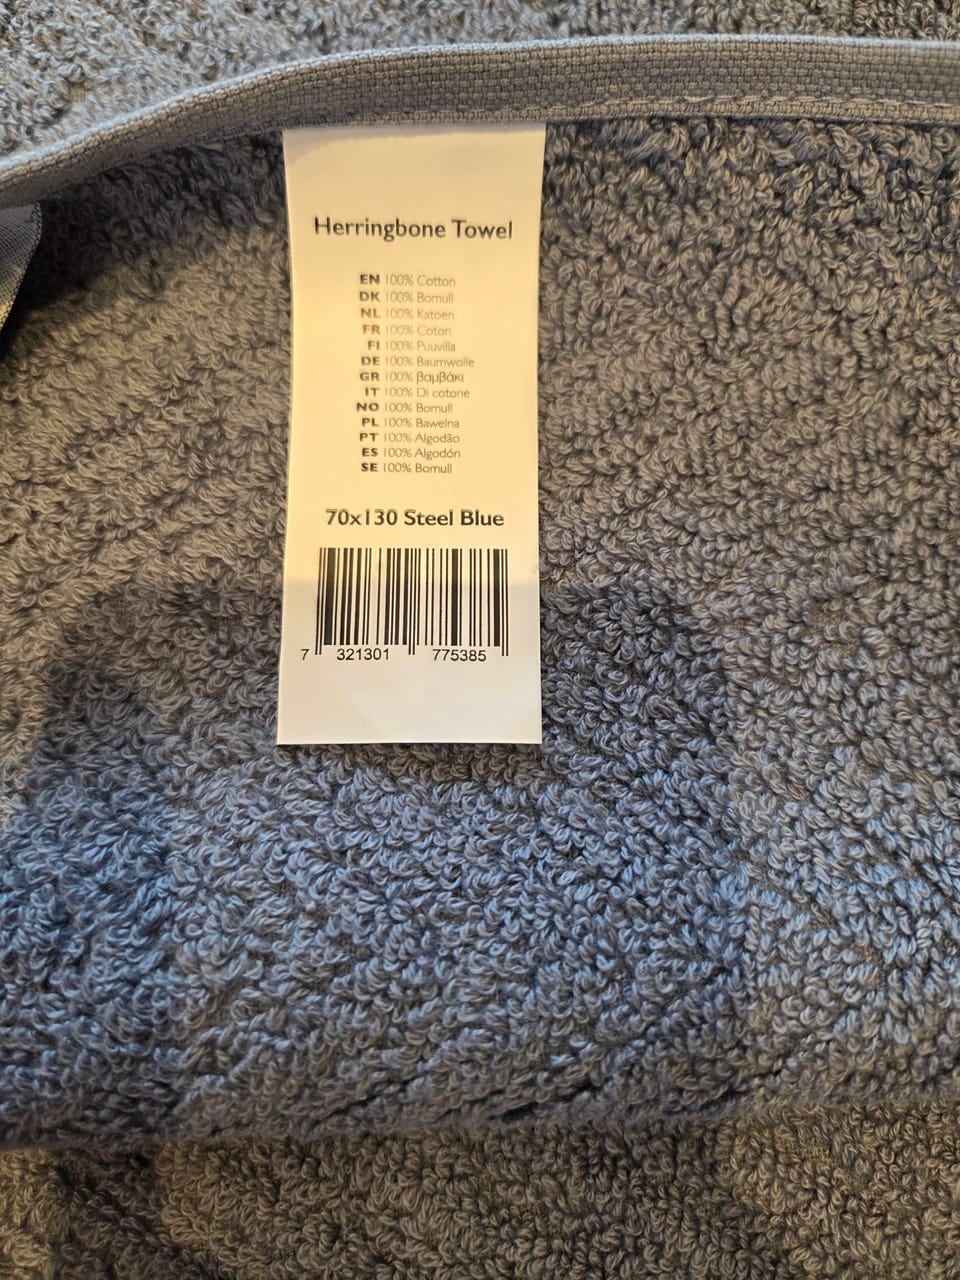 Herringbone Towel
EN 100% Cotton
DK 100% Bomull
NL 100% Katoen
FR 100% Coton
FI 100% Puuvilla
DE 100% Baumwolle
GR 100% βαμβάκι
IT 100% Di cotone
NO 100% Bomull
PL 100% Bawełna
PT 100% Algodão
ES 100% Algodón
SE 100% Bomull
70x130 Steel Blue
7 321301 775385